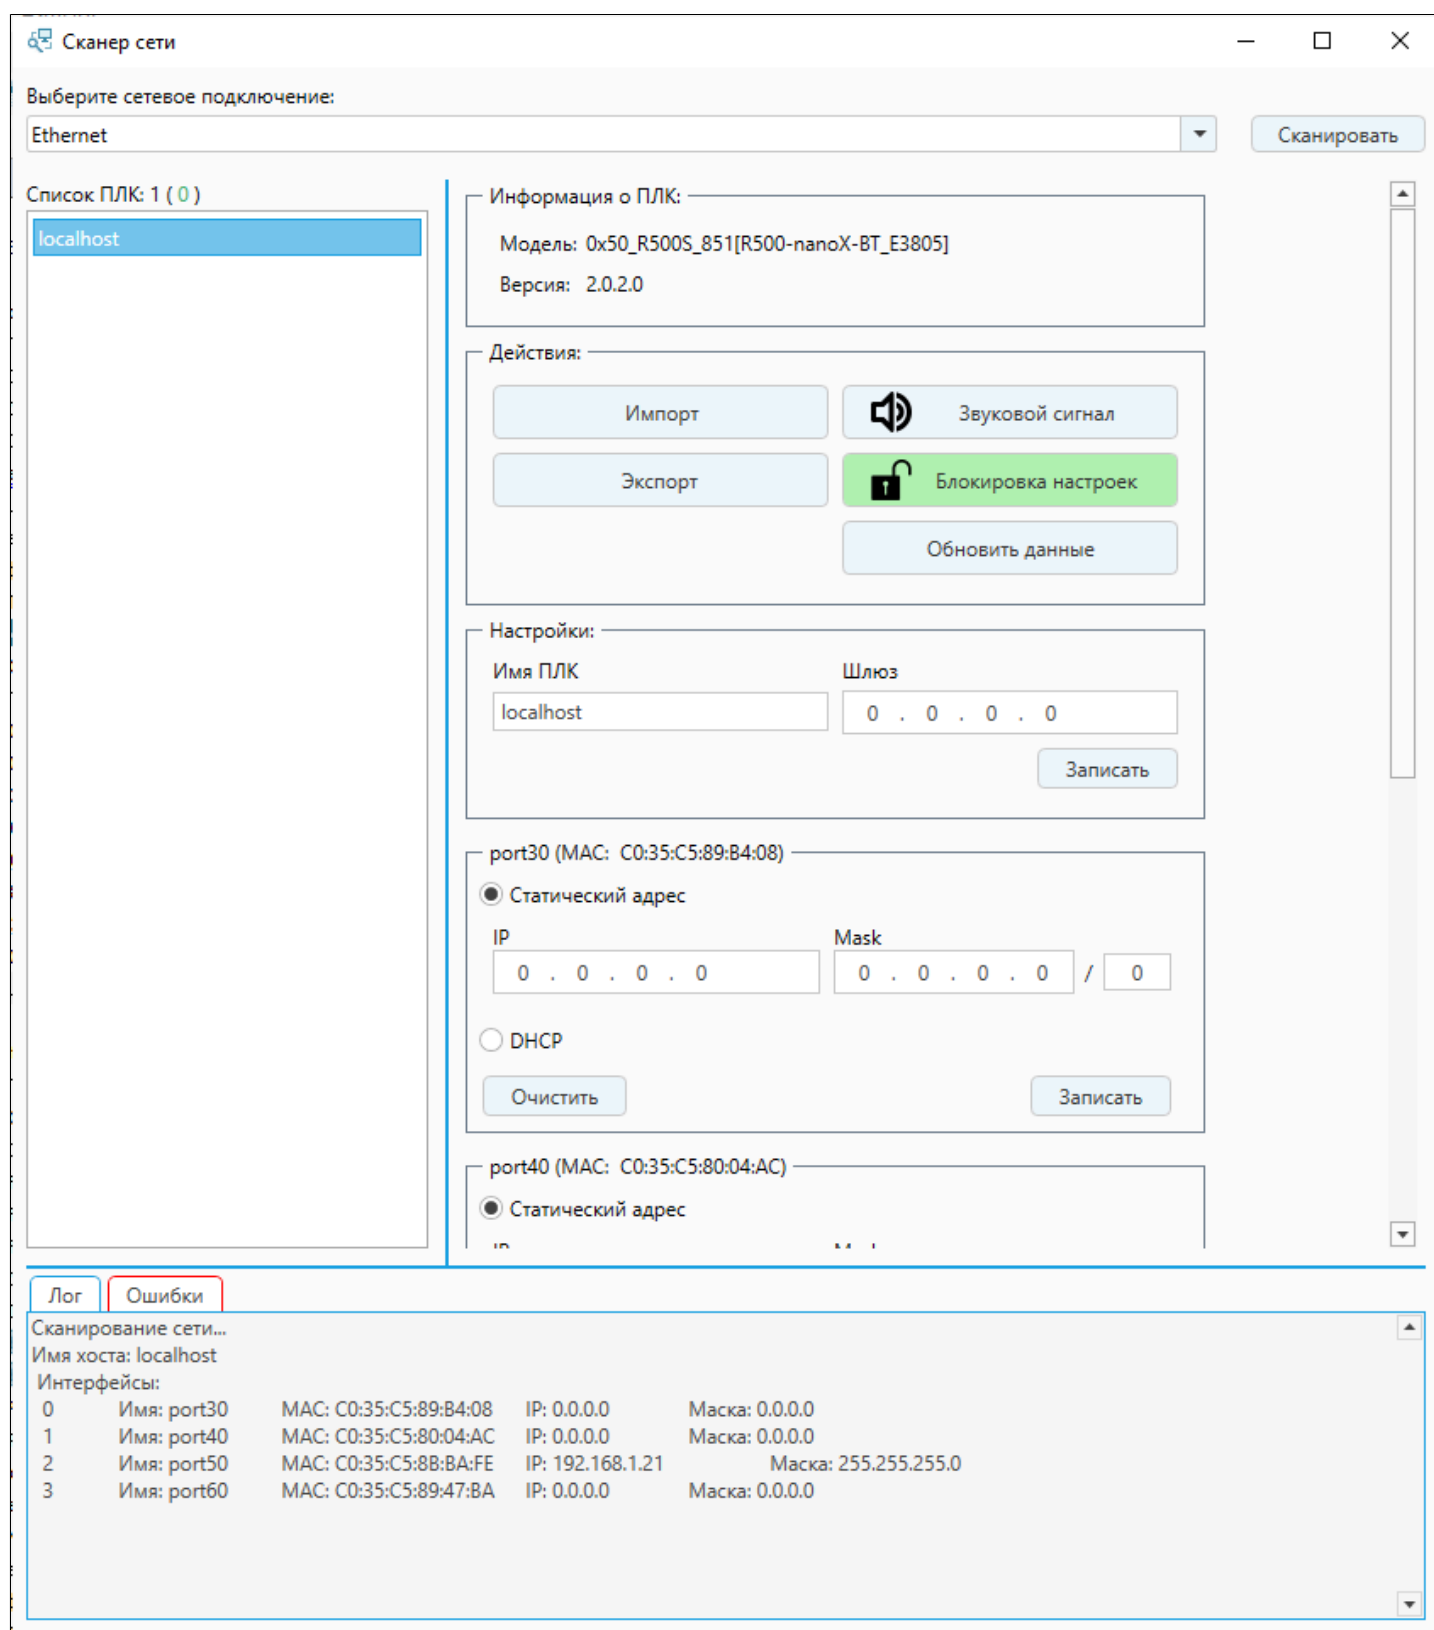 Сканер сети
Выберите сетевое подключение:
Ethernet
Сканировать
Список ПЛК: 1 ( 0 )
localhost
Информация о ПЛК:
Модель: 0x50_R500S_851[R500-nanoX-BT_E3805]
Версия: 2.0.2.0
Действия:
Импорт
Звуковой сигнал
Экспорт
Блокировка настроек
Обновить данные
Настройки:
Имя ПЛК
Шлюз
localhost
0 . 0 . 0 . 0
Записать
port30 (MAC: C0:35:C5:89:B4:08)
Статический адрес
IP
Mask
0 . 0 . 0 . 0
0 . 0 . 0 . 0 / 0
DHCP
Очистить
Записать
port40 (MAC: C0:35:C5:80:04:AC)
Статический адрес
Лог
Ошибки
Сканирование сети...
Имя хоста: localhost
Интерфейсы:
0 Имя: port30 MAC: C0:35:C5:89:B4:08 IP: 0.0.0.0 Маска: 0.0.0.0
1 Имя: port40 MAC: C0:35:C5:80:04:AC IP: 0.0.0.0 Маска: 0.0.0.0
2 Имя: port50 MAC: C0:35:C5:8B:BA:FE IP: 192.168.1.21 Маска: 255.255.255.0
3 Имя: port60 MAC: C0:35:C5:89:47:BA IP: 0.0.0.0 Маска: 0.0.0.0